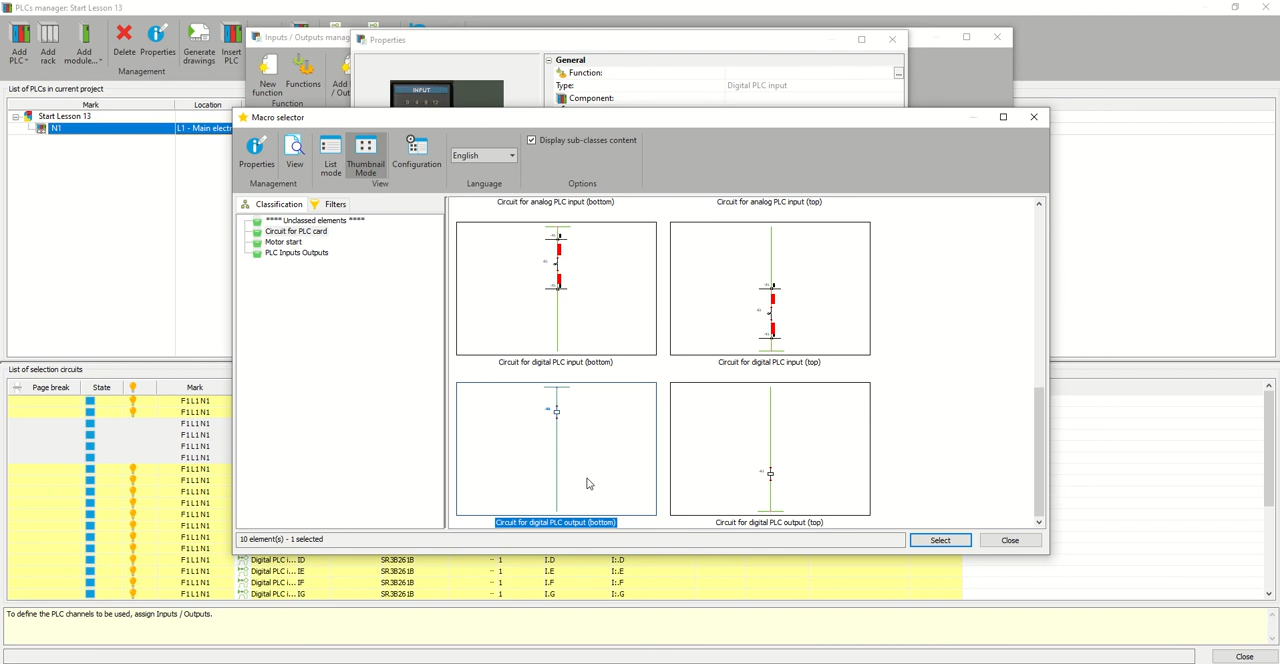 PLCs manager: Start Lesson 13
Add PLC
Add rack
Add module...
Delete
Properties
Generate drawings
Insert PLC
Management
Inputs / Outputs manag
New function
Functions
Add
Function
Properties
General
Function:
...
Type:
Digital PLC input
Component:
INPUT
List of PLCs in current project
Mark
Location
Start Lesson 13
N1
L1 - Main electr
Macro selector
Properties
View
List mode
Thumbnail Mode
Configuration
English
Display sub-classes content
Management
View
Language
Options
Classification
Filters
**** Unclassed elements ****
Circuit for PLC card
Motor start
PLC Inputs Outputs
Circuit for analog PLC input (bottom)
Circuit for analog PLC input (top)
Circuit for digital PLC input (bottom)
Circuit for digital PLC input (top)
Circuit for digital PLC output (bottom)
Circuit for digital PLC output (top)
10 element(s) - 1 selected
Select
Close
List of selection circuits
Page break
State
Mark
F1L1N1
F1L1N1
F1L1N1
F1L1N1
F1L1N1
F1L1N1
F1L1N1
F1L1N1
F1L1N1
F1L1N1
F1L1N1
F1L1N1
F1L1N1
F1L1N1
F1L1N1 Digital PLC i... ID SR3B261B 1 I.D I:.D
F1L1N1 Digital PLC i... IE SR3B261B 1 I.E I:.E
F1L1N1 Digital PLC i... IF SR3B261B 1 I.F I:.F
F1L1N1 Digital PLC i... IG SR3B261B 1 I.G I:.G
To define the PLC channels to be used, assign Inputs / Outputs.
Close